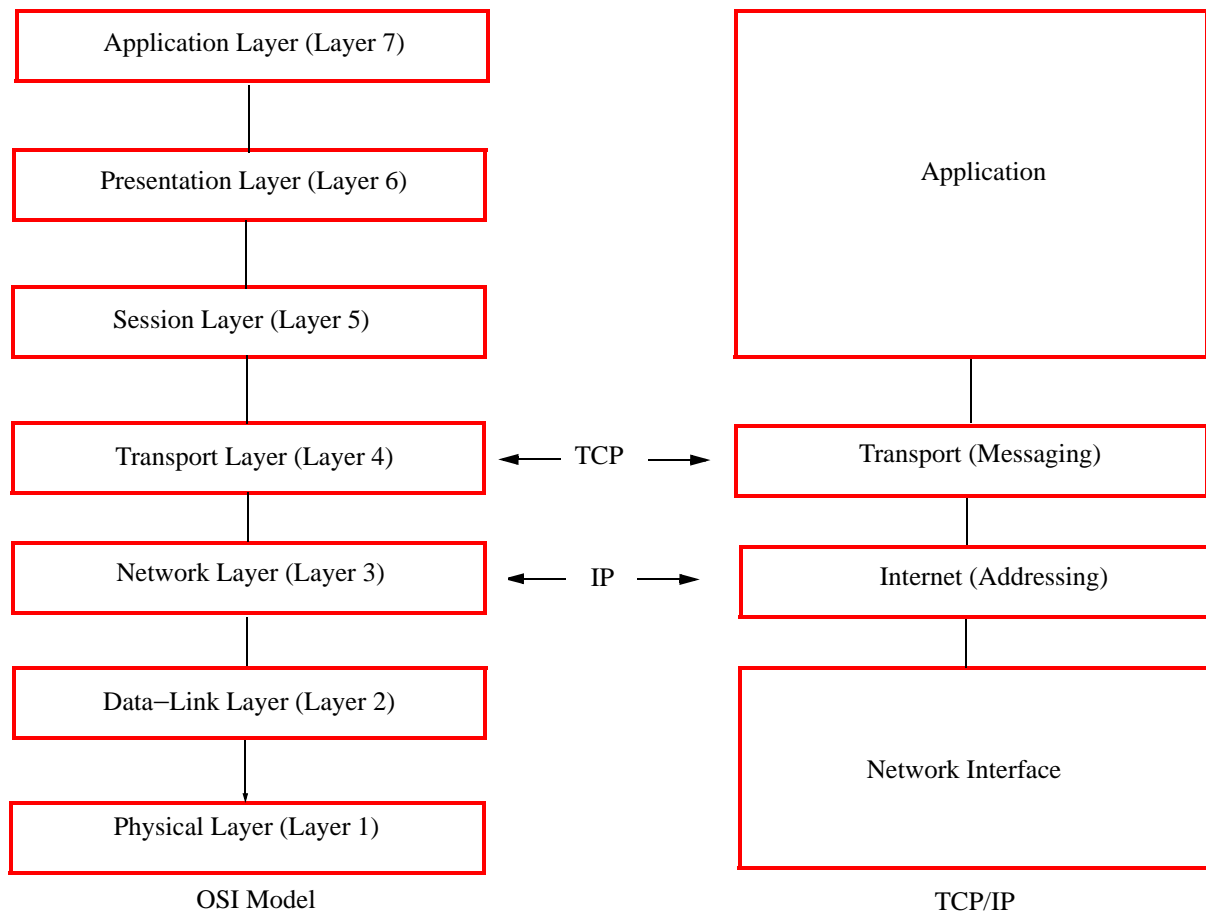 Application Layer (Layer 7)
Presentation Layer (Layer 6)
Session Layer (Layer 5)
Transport Layer (Layer 4)
Network Layer (Layer 3)
Data−Link Layer (Layer 2)
Physical Layer (Layer 1)
OSI Model
TCP
IP
Application
Transport (Messaging)
Internet (Addressing)
Network Interface
TCP/IP